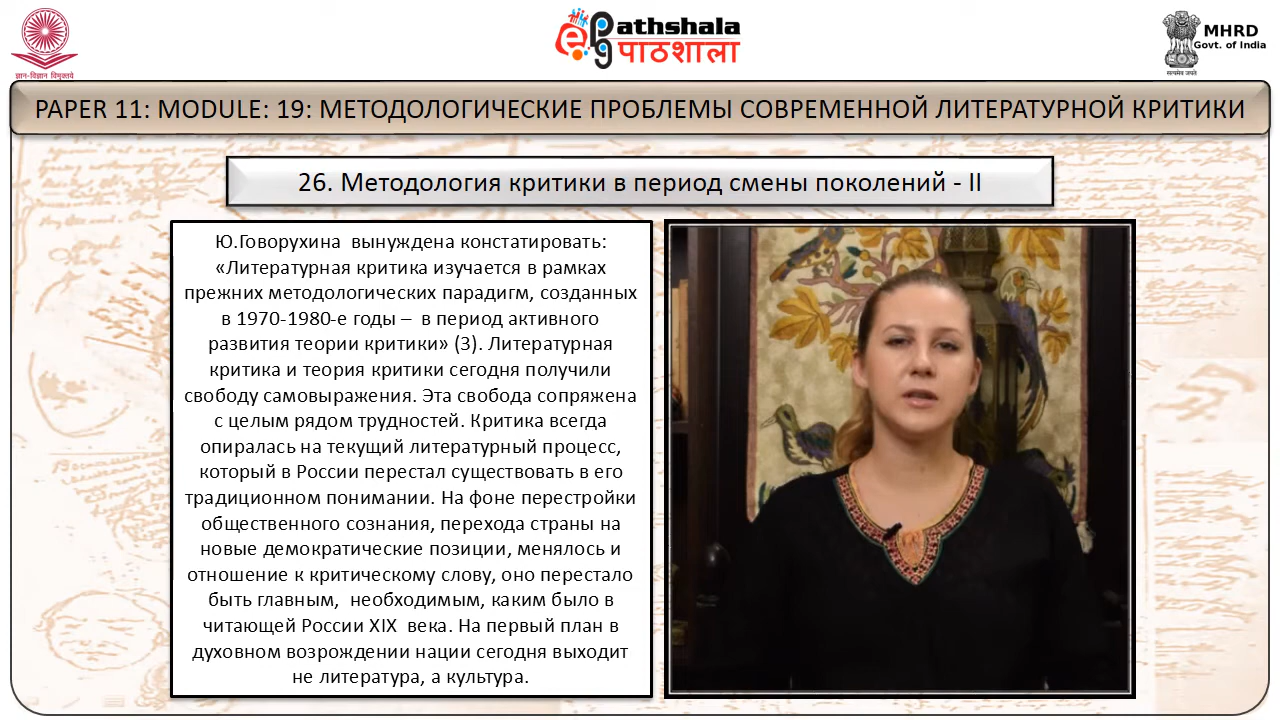 ज्ञान-विज्ञान विमुक्तये
ePg Pathshala
पाठशाला
MHRD
Govt. of India
सत्यमेव जयते
PAPER 11: MODULE: 19: МЕТОДОЛОГИЧЕСКИЕ ПРОБЛЕМЫ СОВРЕМЕННОЙ ЛИТЕРАТУРНОЙ КРИТИКИ
26. Методология критики в период смены поколений - II
Ю.Говорухина вынуждена констатировать:
«Литературная критика изучается в рамках
прежних методологических парадигм, созданных
в 1970-1980-е годы – в период активного
развития теории критики» (3). Литературная
критика и теория критики сегодня получили
свободу самовыражения. Эта свобода сопряжена
с целым рядом трудностей. Критика всегда
опиралась на текущий литературный процесс,
который в России перестал существовать в его
традиционном понимании. На фоне перестройки
общественного сознания, перехода страны на
новые демократические позиции, менялось и
отношение к критическому слову, оно перестало
быть главным, необходимым, каким было в
читающей России XIX века. На первый план в
духовном возрождении нации сегодня выходит
не литература, а культура.